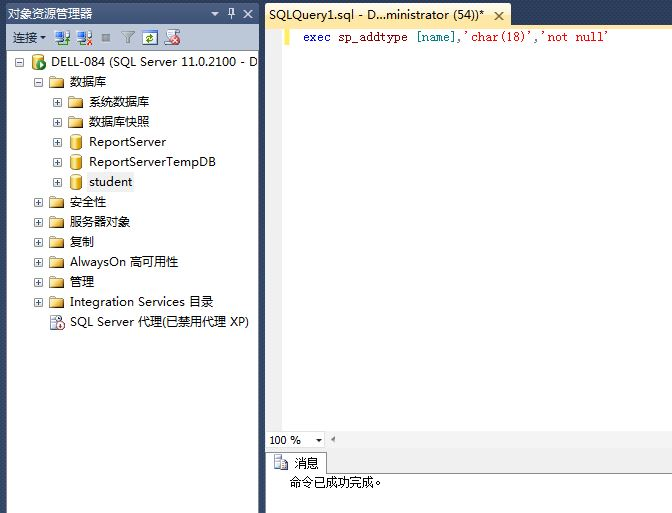 对象资源管理器
连接
DELL-084 (SQL Server 11.0.2100 - D
数据库
系统数据库
数据库快照
ReportServer
ReportServerTempDB
student
安全性
服务器对象
复制
AlwaysOn 高可用性
管理
Integration Services 目录
SQL Server 代理(已禁用代理 XP)
SQLQuery1.sql - D...ministrator (54))*
exec sp_addtype [name],'char(18)','not null'
100 %
消息
命令已成功完成。